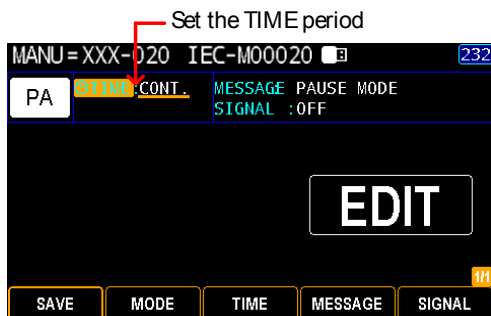 Set the TIME period
MANU=XXX-020 IEC-M00020 232
PA TIME:CONT. MESSAGE PAUSE MODE
SIGNAL :OFF
EDIT
1/1
SAVE MODE TIME MESSAGE SIGNAL